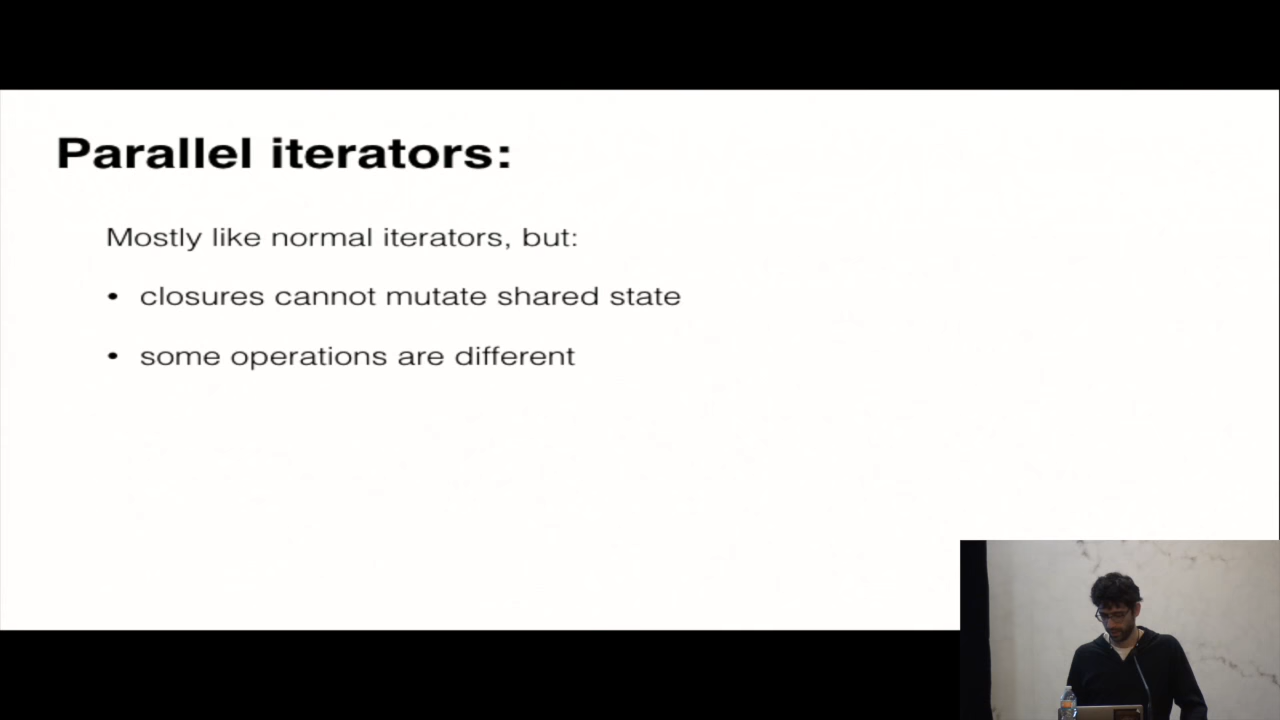 Parallel iterators:
Mostly like normal iterators, but:
• closures cannot mutate shared state
• some operations are different